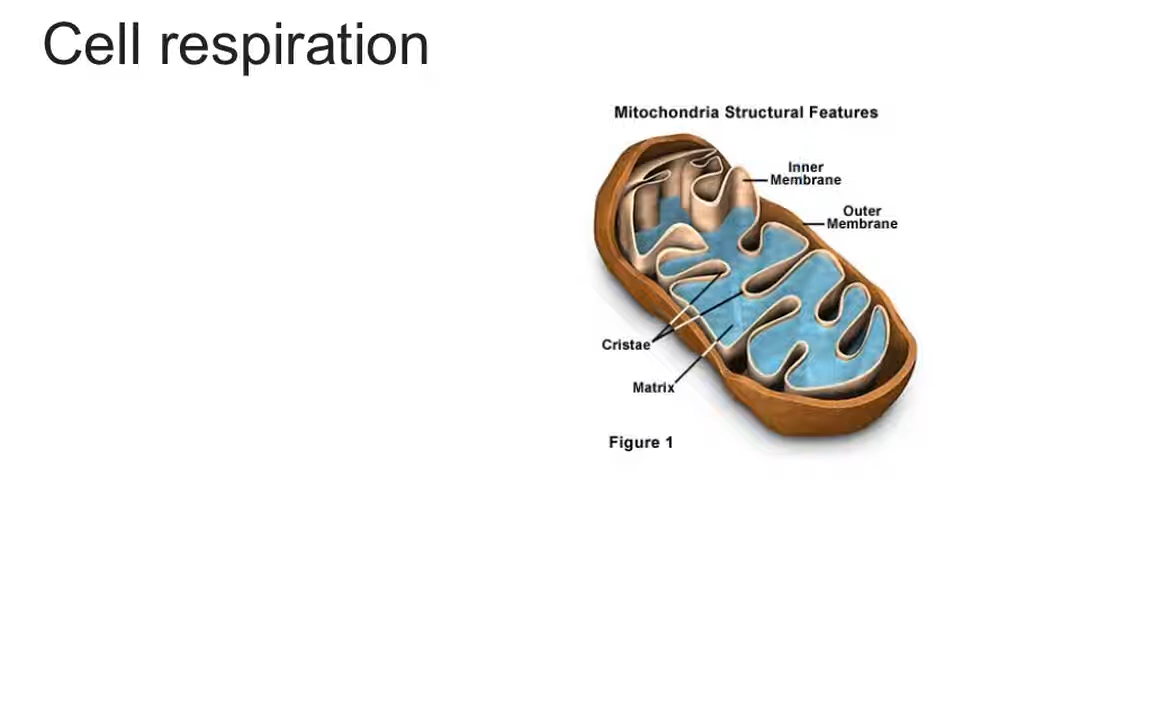 Cell respiration
Mitochondria Structural Features
Inner
Membrane
Outer
Membrane
Cristae
Matrix
Figure 1